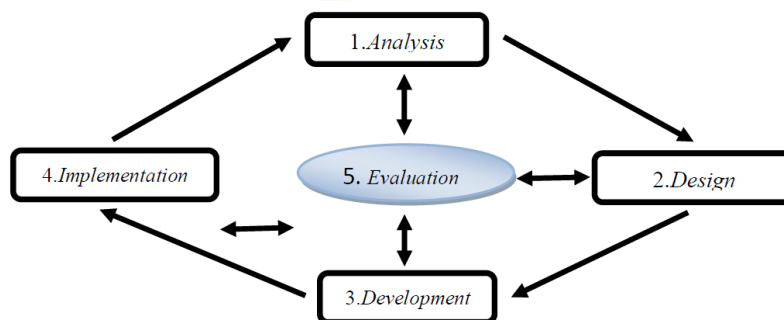 1.Analysis
4.Implementation
5. Evaluation
2.Design
3.Development